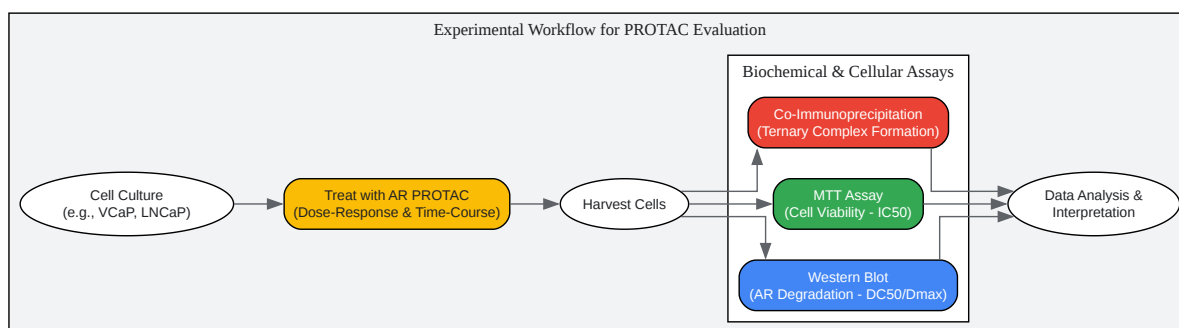 Experimental Workflow for PROTAC Evaluation
Biochemical & Cellular Assays
Cell Culture
(e.g., VCaP, LNCaP)
Treat with AR PROTAC
(Dose-Response & Time-Course)
Harvest Cells
Co-Immunoprecipitation
(Ternary Complex Formation)
MTT Assay
(Cell Viability - IC50)
Western Blot
(AR Degradation - DC50/Dmax)
Data Analysis &
Interpretation